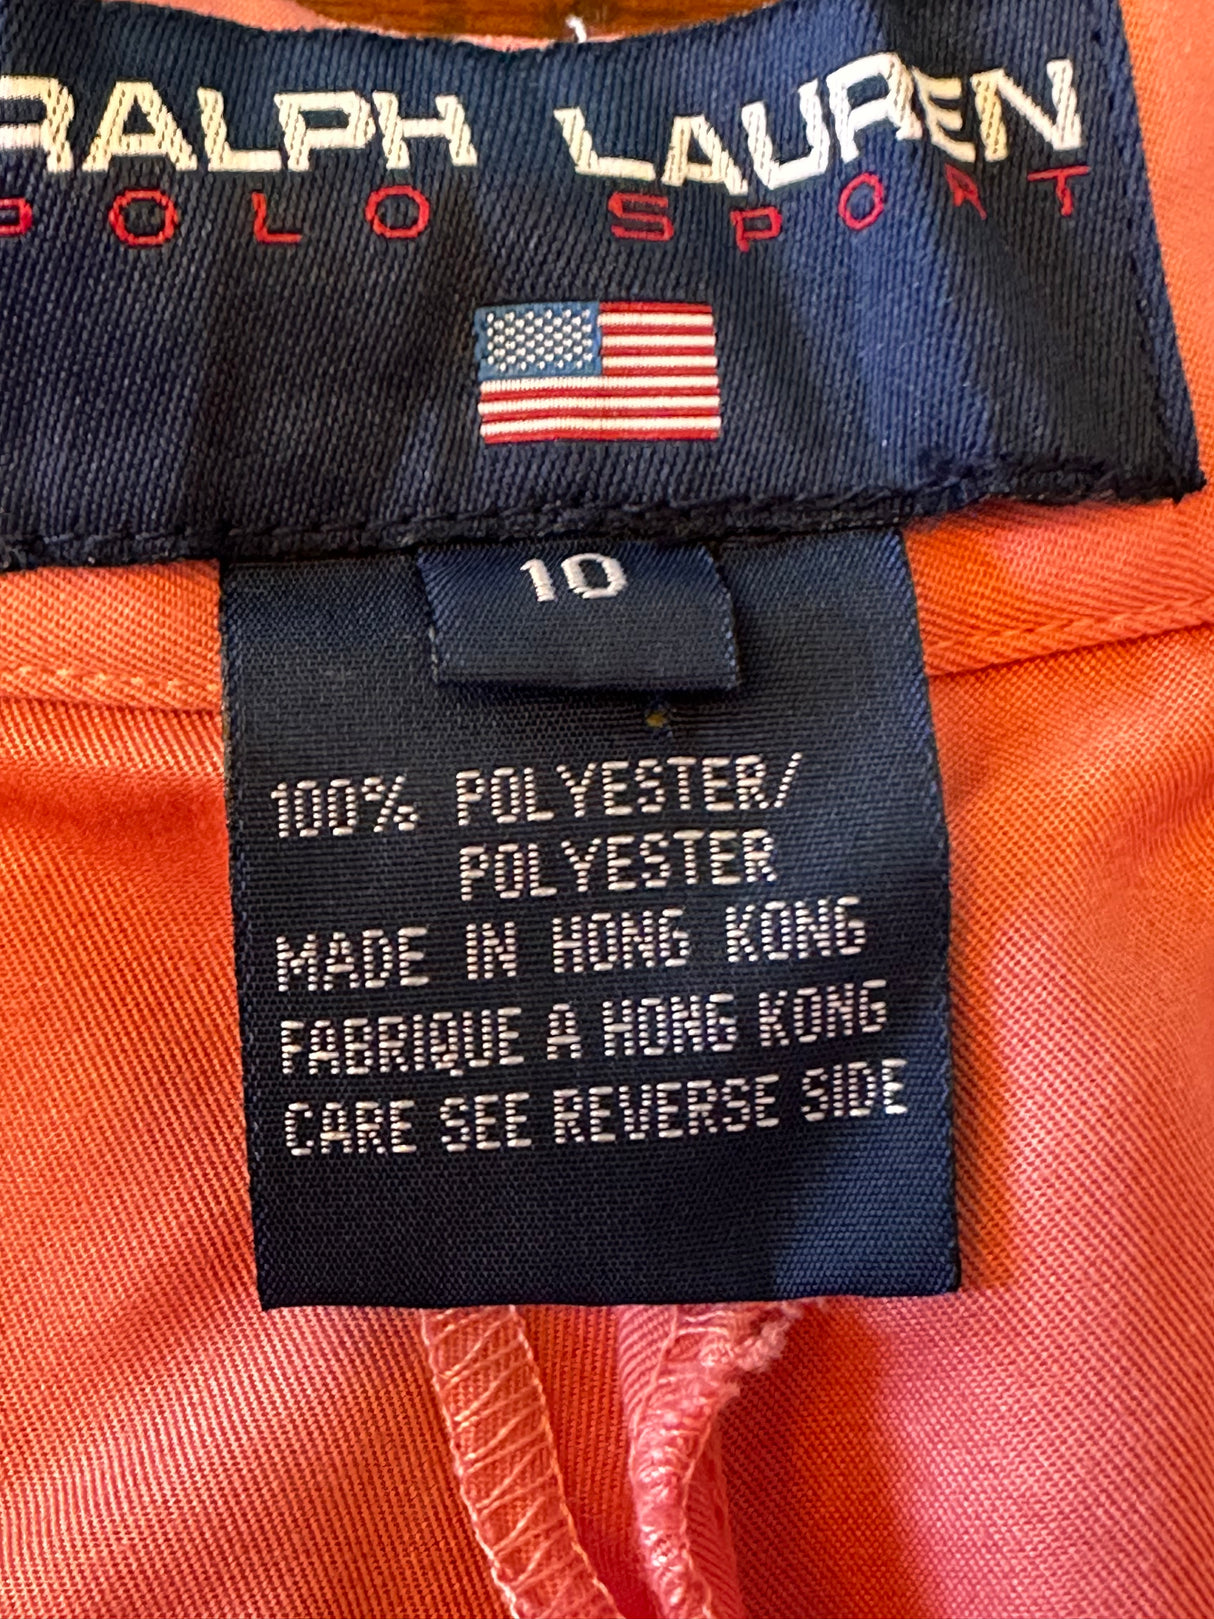 RALPH LAUREN
POLO SPORT
10
100% POLYESTER/
POLYESTER
MADE IN HONG KONG
FABRIQUE A HONG KONG
CARE SEE REVERSE SIDE